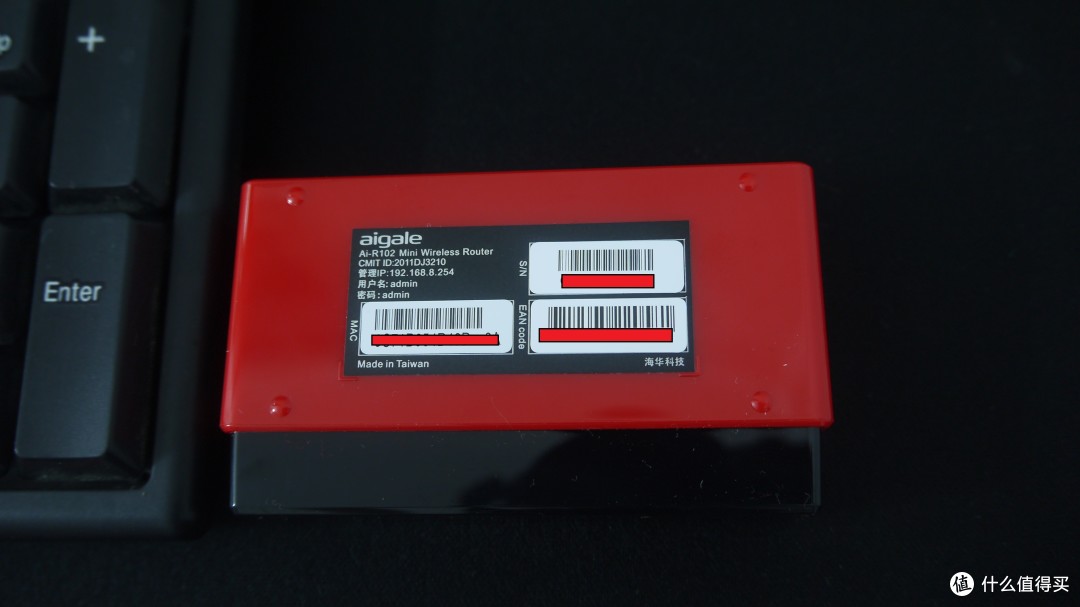 +
Enter
aigale
Ai-R102 Mini Wireless Router
CMIT ID:2011DJ3210
管理IP:192.168.8.254
用户名: admin
密码: admin
S/N
MAC
EAN code
Made in Taiwan
海华科技
值 什么值得买